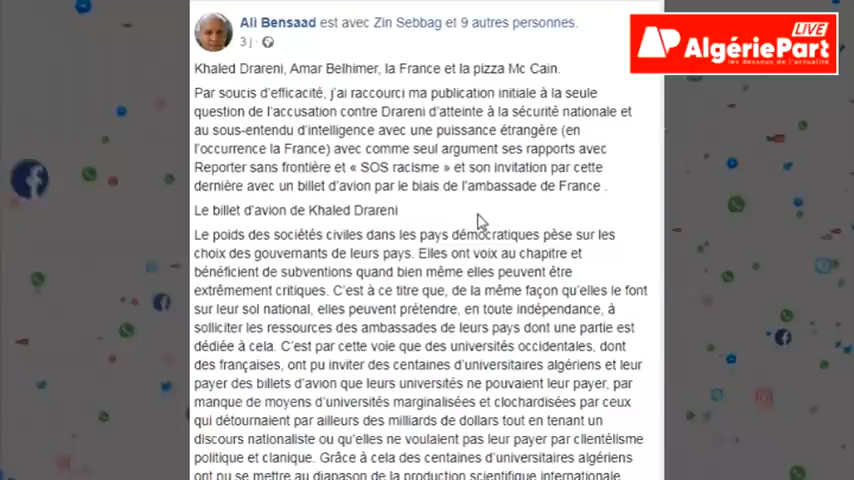 Ali Bensaad est avec Zin Sebbag et 9 autres personnes.
3 j ·
LIVE
AlgériePart
les dessous de l'actualité
Khaled Drareni, Amar Belhimer, la France et la pizza Mc Cain.
Par soucis d'efficacité, j'ai raccourci ma publication initiale à la seule
question de l'accusation contre Drareni d'atteinte à la sécurité nationale et
au sous-entendu d'intelligence avec une puissance étrangère (en
l'occurrence la France) avec comme seul argument ses rapports avec
Reporter sans frontière et « SOS racisme » et son invitation par cette
dernière avec un billet d'avion par le biais de l'ambassade de France .
Le billet d'avion de Khaled Drareni
Le poids des sociétés civiles dans les pays démocratiques pèse sur les
choix des gouvernants de leurs pays. Elles ont voix au chapitre et
bénéficient de subventions quand bien même elles peuvent être
extrêmement critiques. C'est à ce titre que, de la même façon qu'elles le font
sur leur sol national, elles peuvent prétendre, en toute indépendance, à
solliciter les ressources des ambassades de leurs pays dont une partie est
dédiée à cela. C'est par cette voie que des universités occidentales, dont
des françaises, ont pu inviter des centaines d'universitaires algériens et leur
payer des billets d'avion que leurs universités ne pouvaient leur payer, par
manque de moyens d'universités marginalisées et clochardisées par ceux
qui détournaient par ailleurs des milliards de dollars tout en tenant un
discours nationaliste ou qu'elles ne voulaient pas leur payer par clientélisme
politique et clanique. Grâce à cela des centaines d'universitaires algériens
ont pu se mettre au diapason de la production scientifique internationale